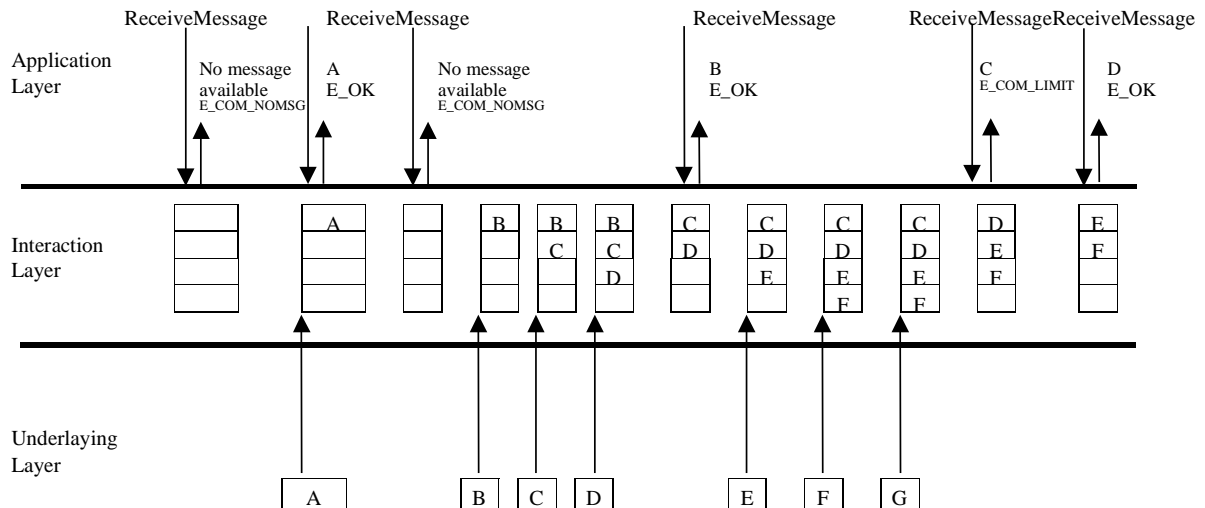 ReceiveMessage ReceiveMessage ReceiveMessage ReceiveMessage ReceiveMessageReceiveMessage
Application
Layer
No message
available
E_COM_NOMSG
A
E_OK
No message
available
E_COM_NOMSG
B
E_OK
C
E_COM_LIMIT
D
E_OK
Interaction
Layer
A B B B C C C C D E
C C D D D D E F
D E E E F
F F
Underlaying
Layer
A B C D E F G